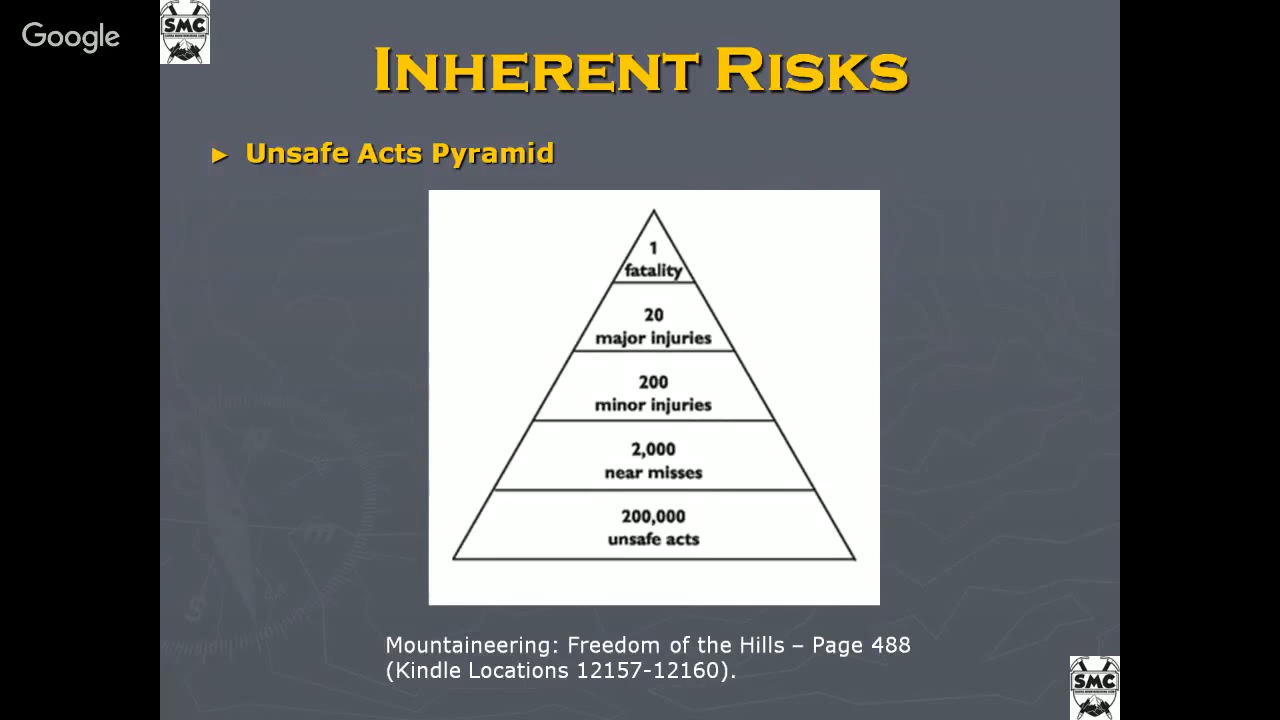 Google
SMC
INHERENT RISKS
► Unsafe Acts Pyramid
1
fatality
20
major injuries
200
minor injuries
2,000
near misses
200,000
unsafe acts
Mountaineering: Freedom of the Hills – Page 488
(Kindle Locations 12157-12160).
SMC